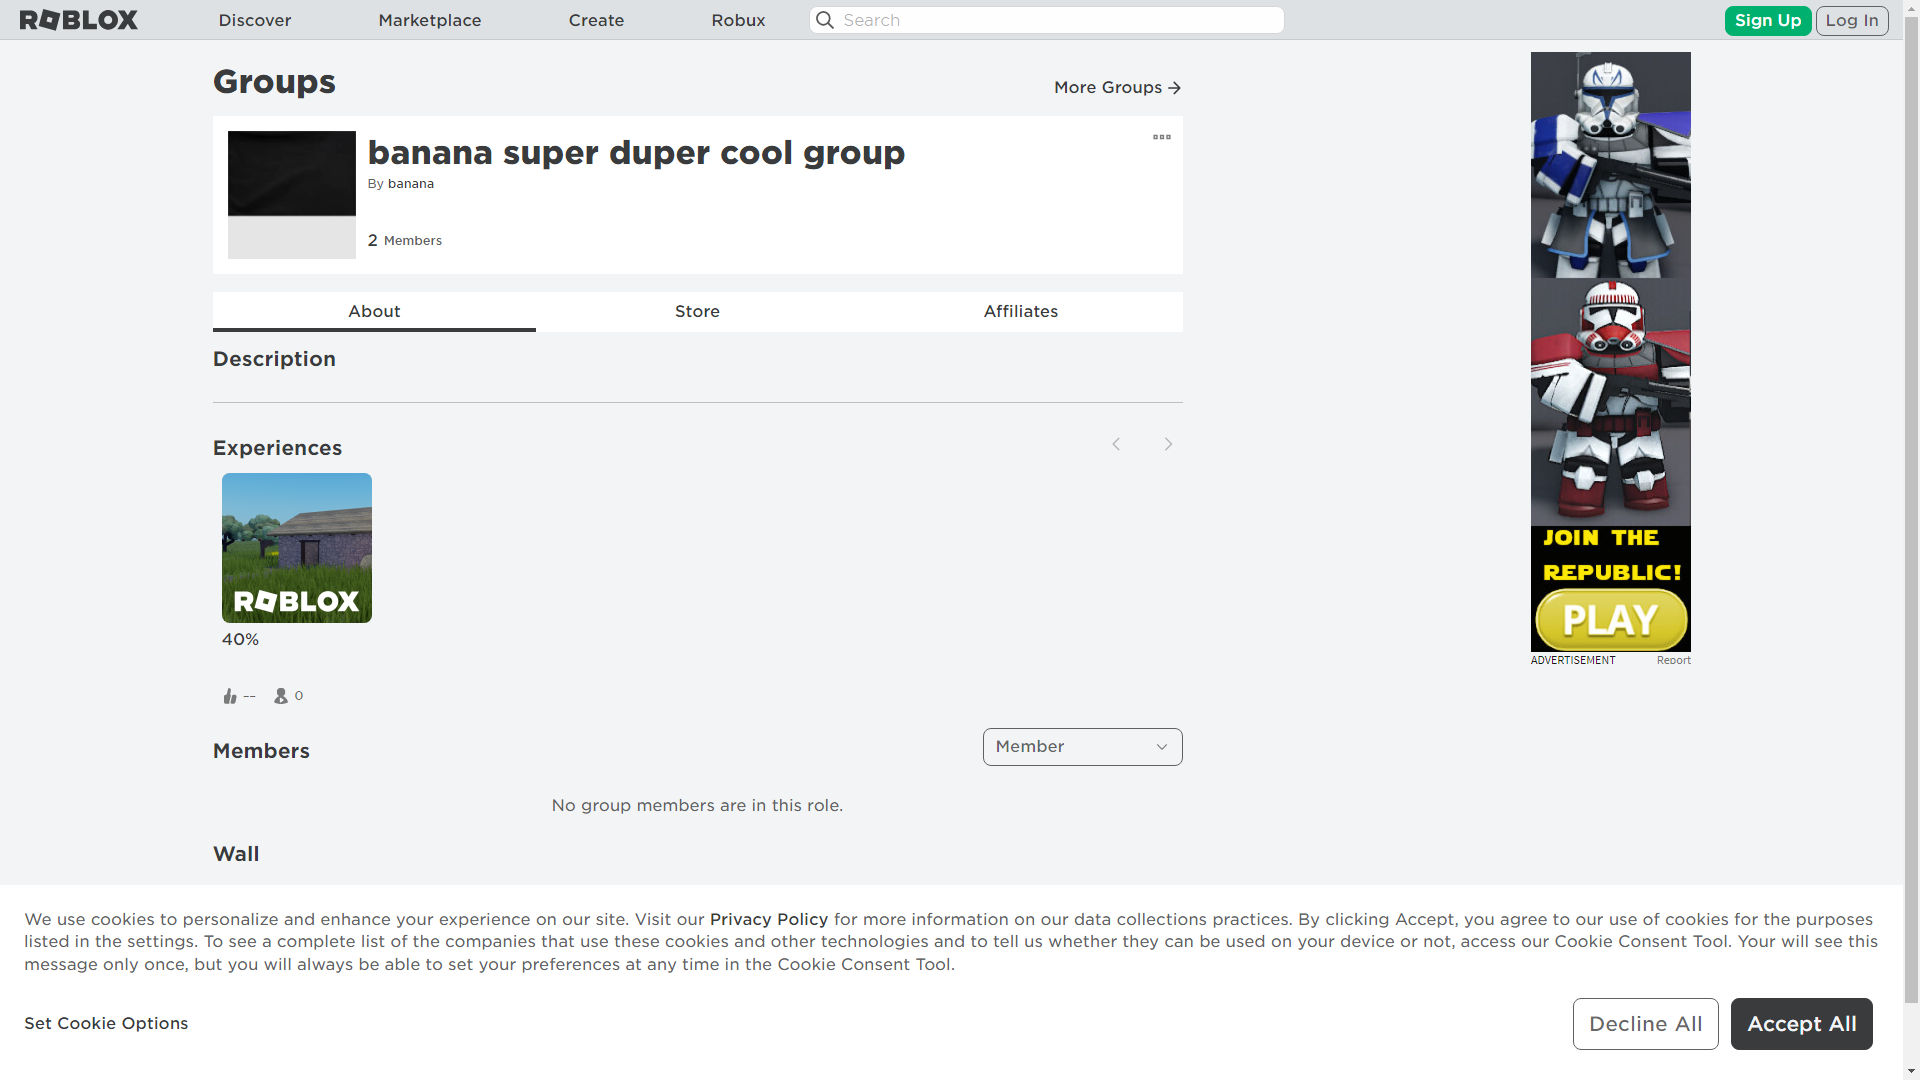 ROBLOX
Discover
Marketplace
Create
Robux
Search
Sign Up
Log In
Groups
More Groups
banana super duper cool group
By banana
2 Members
About
Store
Affiliates
Description
Experiences
ROBLOX
40%
-- 0
Members
Member
No group members are in this role.
Wall
JOIN THE
REPUBLIC!
PLAY
ADVERTISEMENT
Report
We use cookies to personalize and enhance your experience on our site. Visit our Privacy Policy for more information on our data collections practices. By clicking Accept, you agree to our use of cookies for the purposes
listed in the settings. To see a complete list of the companies that use these cookies and other technologies and to tell us whether they can be used on your device or not, access our Cookie Consent Tool. Your will see this
message only once, but you will always be able to set your preferences at any time in the Cookie Consent Tool.
Set Cookie Options
Decline All
Accept All